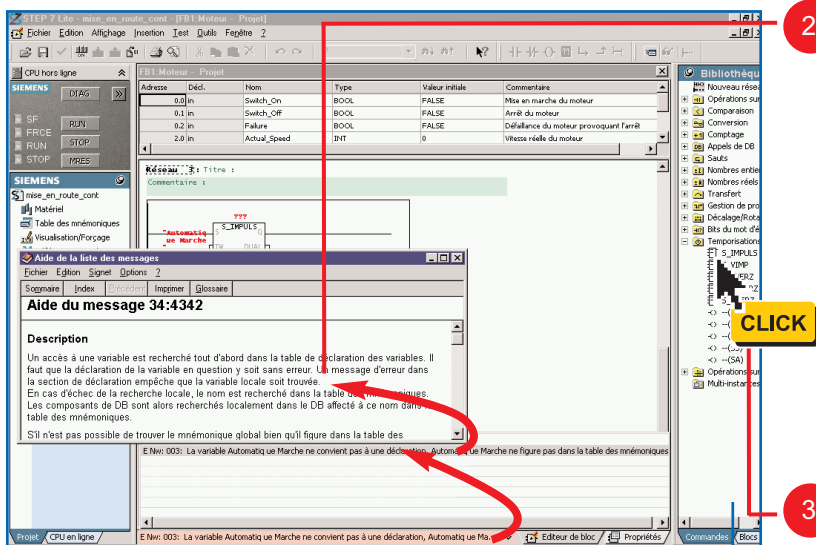 STEP 7 Lite - mise_en_route_cont - [FB1:Moteur - Projet]
Fichier Edition Affichage Insertion Test Outils Fenêtre ?
CPU hors ligne
SIEMENS
DIAG
SF
FRCE
RUN
STOP
RUN
STOP
MRES
SIEMENS
mise_en_route_cont
Matériel
Table des mnémoniques
Visualisation/Forçage
FB1:Moteur - Projet
Adresse Décl. Nom Type Valeur initiale Commentaire
0.0 in Switch_On BOOL FALSE Mise en marche du moteur
0.1 in Switch_Off BOOL FALSE Arrêt du moteur
0.2 in Failure BOOL FALSE Défaillance du moteur provoquant l'arrêt
2.0 in Actual_Speed INT 0 Vitesse réelle du moteur
Réseau 3: Titre :
Commentaire :
???
S_IMPULS
"Automatiq
ue Marche
"
S Q
TW DUAL
Aide de la liste des messages
Fichier Edition Signet Options ?
Sommaire Index Précédent Imprimer Glossaire
Aide du message 34:4342
Description
Un accès à une variable est recherché tout d'abord dans la table de déclaration des variables. Il
faut que la déclaration de la variable en question y soit sans erreur. Un message d'erreur dans
la section de déclaration empêche que la variable locale soit trouvée.
En cas d'échec de la recherche locale, le nom est recherché dans la table des mnémoniques.
Les composants de DB sont alors recherchés localement dans le DB affecté à ce nom dans la
table des mnémoniques.
S'il n'est pas possible de trouver le mnémonique global bien qu'il figure dans la table des
E Nw: 003: La variable Automatiq ue Marche ne convient pas à une déclaration, Automatiq ue Marche ne figure pas dans la table des mnémoniques
E Nw: 003: La variable Automatiq ue Marche ne convient pas à une déclaration, Automatiq ue Ma.
Editeur de bloc Propriétés
Projet CPU en ligne
Bibliothèqu
Nouveau résea
Opérations sur
Comparaison
Conversion
Comptage
Appels de DB
Sauts
Nombres entie
Nombres réels
Transfert
Gestion de pro
Décalage/Rota
Bits du mot d'é
Temporisations
S_IMPULS
VIMP
VERZ
--(SA)
Opérations sur
Multi-instances
Commandes Blocs
CLICK
2
3